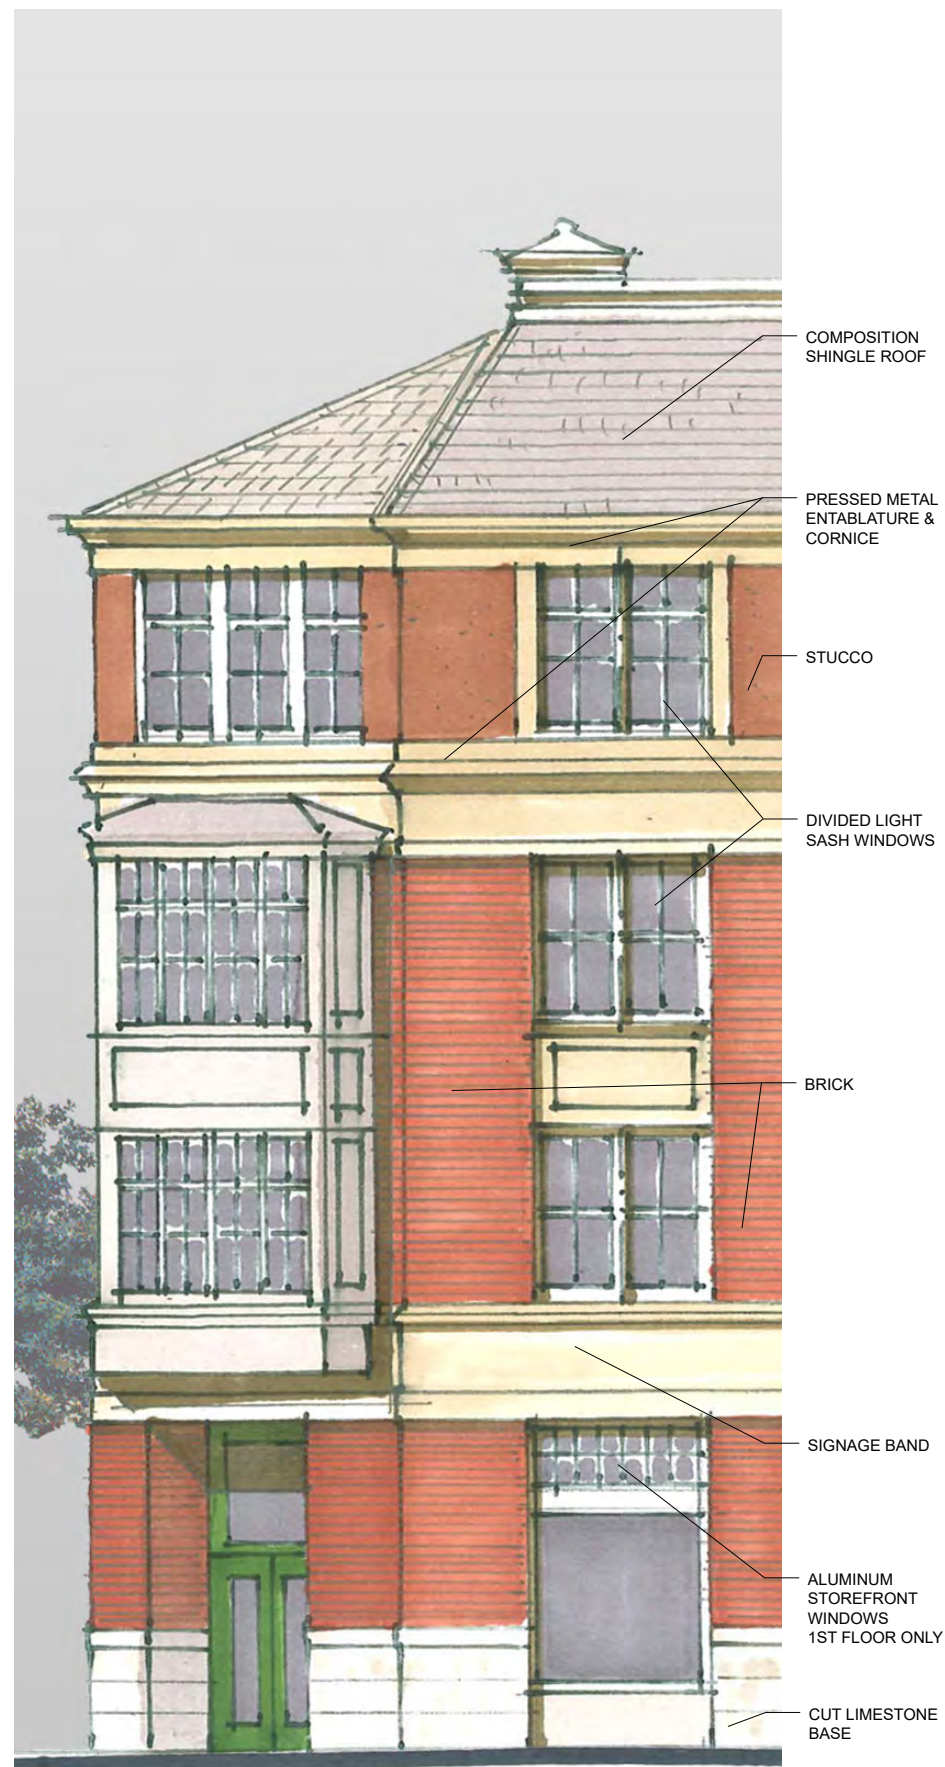 COMPOSITION
SHINGLE ROOF
PRESSED METAL
ENTABLATURE &
CORNICE
STUCCO
DIVIDED LIGHT
SASH WINDOWS
BRICK
SIGNAGE BAND
ALUMINUM
STOREFRONT
WINDOWS
1ST FLOOR ONLY
CUT LIMESTONE
BASE